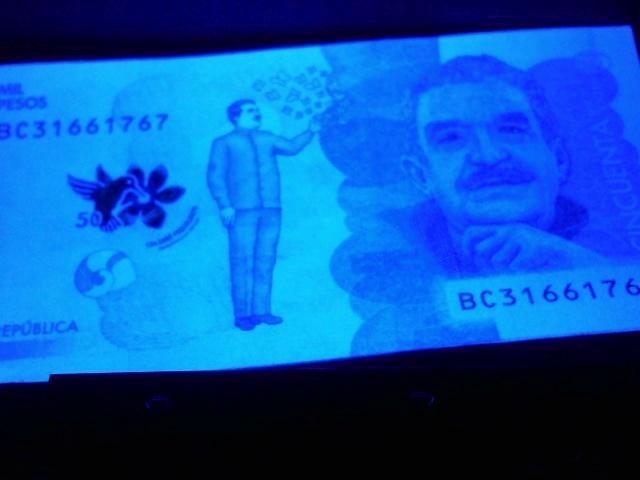 MIL
PESOS
BC31661767
50
REPÚBLICA
CINCUENTA
BC3166176